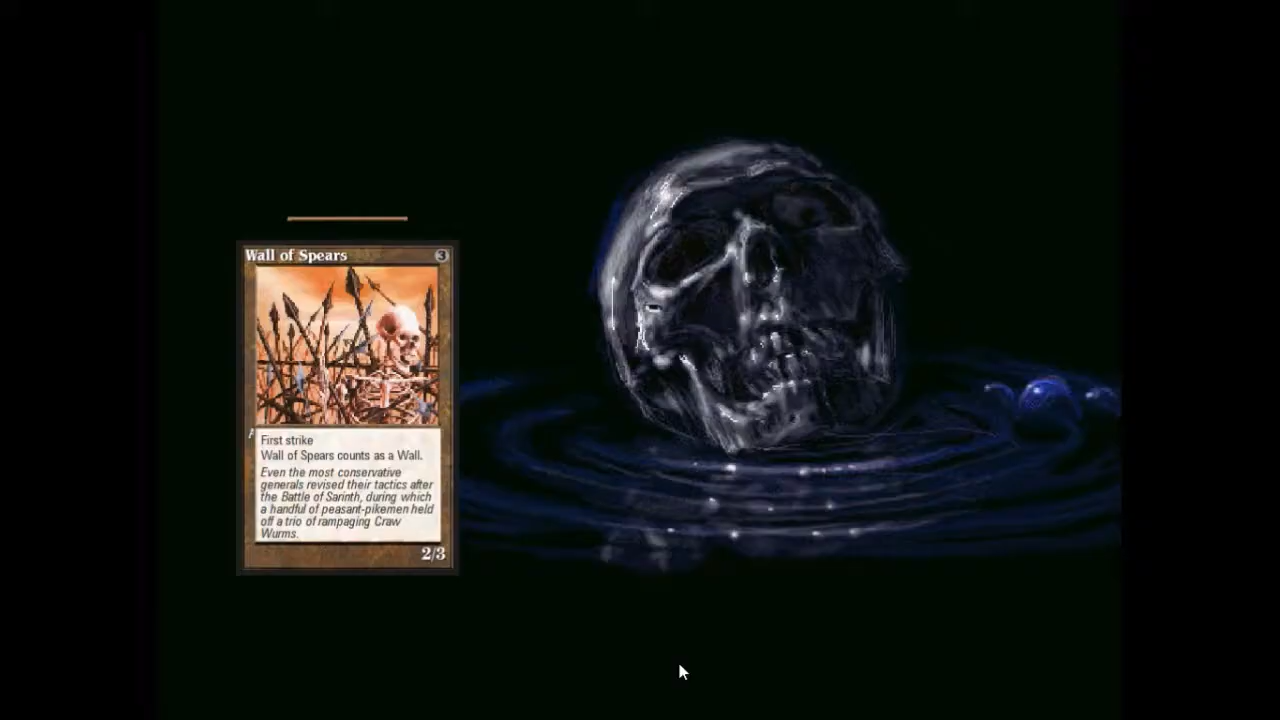 Wall of Spears 3
First strike
Wall of Spears counts as a Wall.
Even the most conservative
generals revised their tactics after
the Battle of Sarinth, during which
a handful of peasant-pikemen held
off a trio of rampaging Craw
Wurms.
2/3